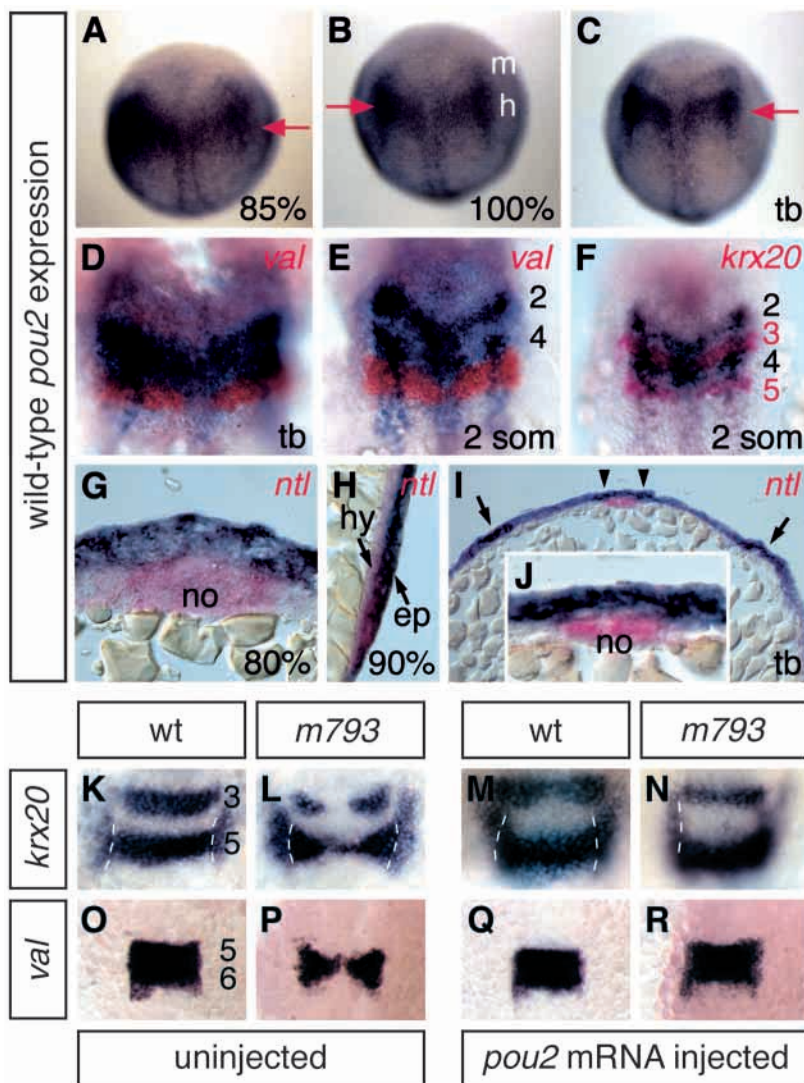 wild-type pou2 expression
A
85%
B
m
h
100%
C
tb
D
val
tb
E
val
2
4
2 som
F
krx20
2
3
4
5
2 som
G
ntl
no
80%
H
ntl
hy
ep
90%
I
ntl
J
no
tb
wt
m793
wt
m793
krx20
K
3
5
L
M
N
val
O
5
6
P
Q
R
uninjected
pou2 mRNA injected